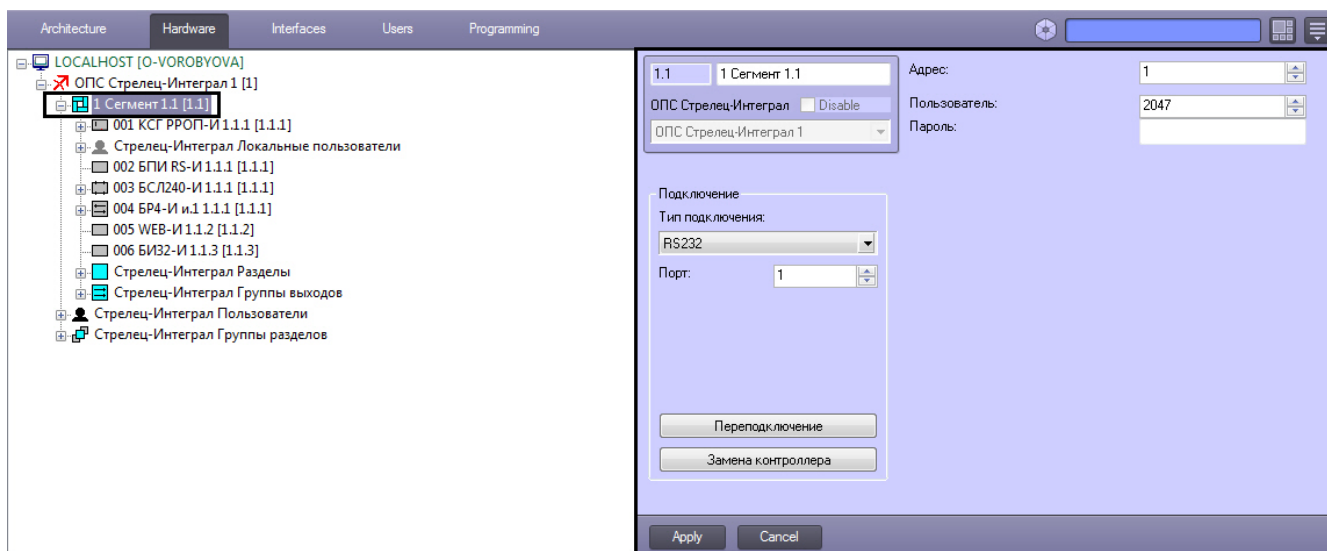 Architecture Hardware Interfaces Users Programming
LOCALHOST [O-VOROBYOVA]
ОПС Стрелец-Интеграл 1 [1]
1 Сегмент 1.1 [1.1]
001 КСГ РРОП-И 1.1.1 [1.1.1]
Стрелец-Интеграл Локальные пользователи
002 БПИ RS-И 1.1.1 [1.1.1]
003 БСЛ240-И 1.1.1 [1.1.1]
004 БР4-И и.1 1.1.1 [1.1.1]
005 WEB-И 1.1.2 [1.1.2]
006 БИ32-И 1.1.3 [1.1.3]
Стрелец-Интеграл Разделы
Стрелец-Интеграл Группы выходов
Стрелец-Интеграл Пользователи
Стрелец-Интеграл Группы разделов
1.1 1 Сегмент 1.1
ОПС Стрелец-Интеграл Disable
ОПС Стрелец-Интеграл 1
Адрес: 1
Пользователь: 2047
Пароль:
Подключение
Тип подключения:
RS232
Порт: 1
Переподключение
Замена контроллера
Apply Cancel